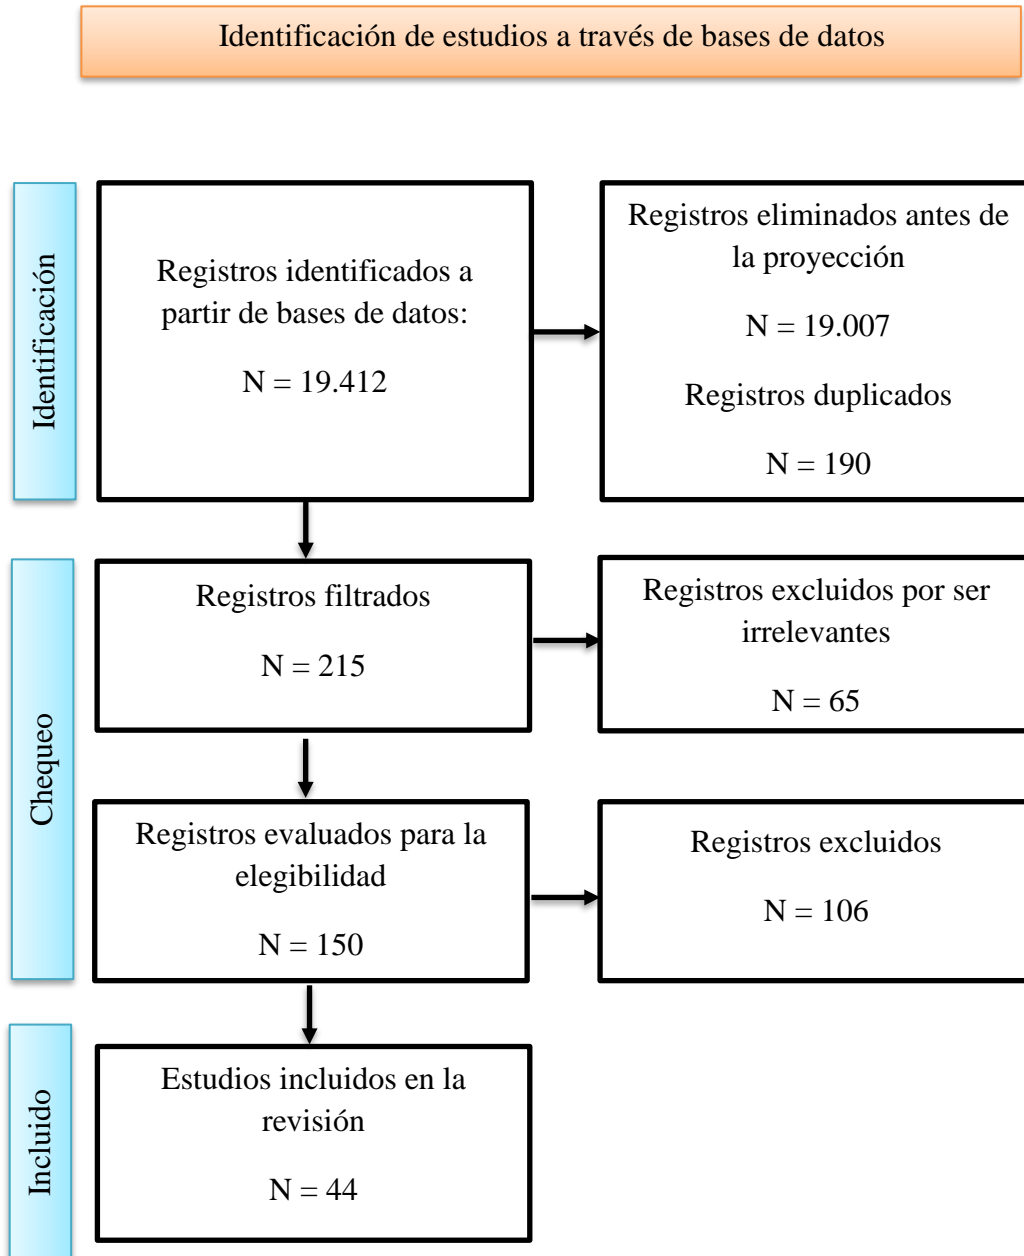 Identificación de estudios a través de bases de datos
Identificación
Registros identificados a
partir de bases de datos:
N = 19.412
Registros eliminados antes de
la proyección
N = 19.007
Registros duplicados
N = 190
Chequeo
Registros filtrados
N = 215
Registros excluidos por ser
irrelevantes
N = 65
Registros evaluados para la
elegibilidad
N = 150
Registros excluidos
N = 106
Incluido
Estudios incluidos en la
revisión
N = 44